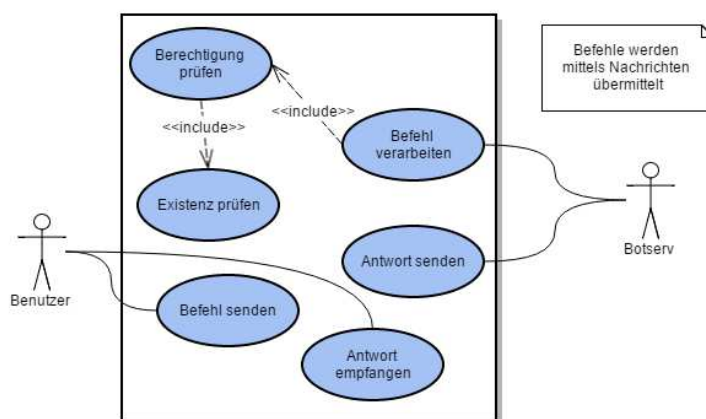 Berechtigung
prüfen
Befehle werden
mittels Nachrichten
übermittelt
<<include>>
<<include>>
Befehl
verarbeiten
Existenz prüfen
Antwort senden
Benutzer
Botserv
Befehl senden
Antwort
empfangen